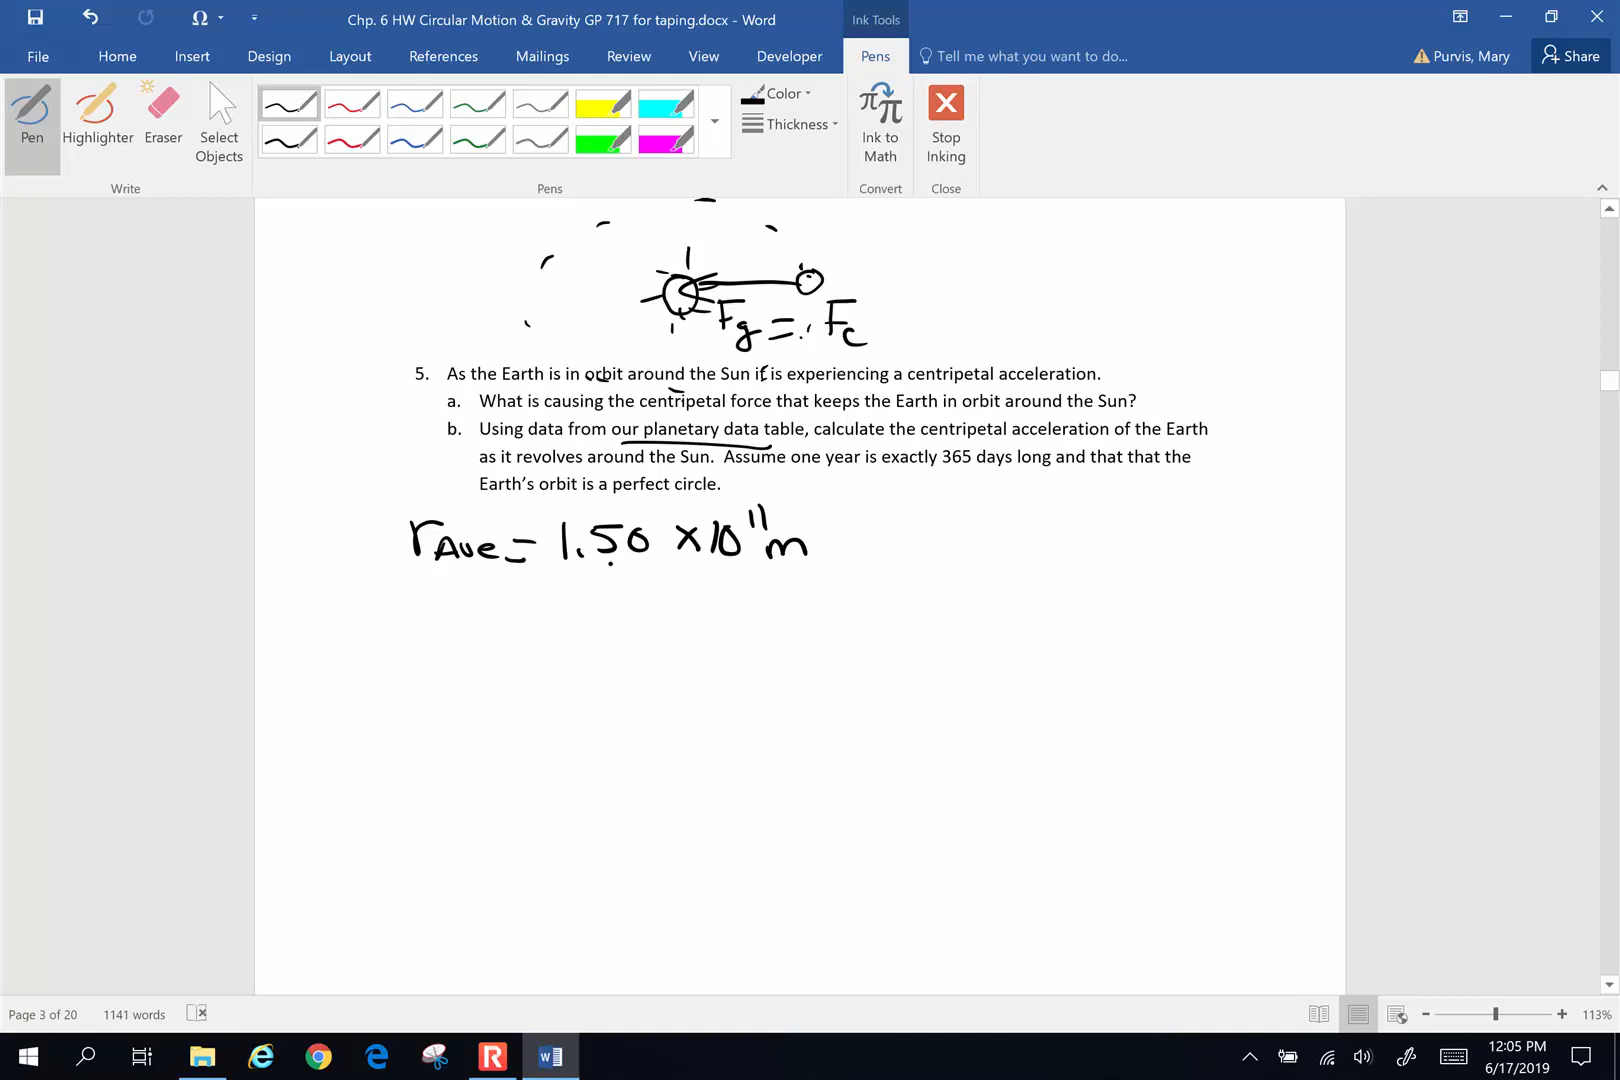 Chp. 6 HW Circular Motion & Gravity GP 717 for taping.docx - Word
Ink Tools
File
Home
Insert
Design
Layout
References
Mailings
Review
View
Developer
Pens
Tell me what you want to do...
Purvis, Mary
Share
Pen
Highlighter
Eraser
Select Objects
Color
Thickness
Ink to Math
Stop Inking
Write
Pens
Convert
Close
Fg = Fc
5. As the Earth is in orbit around the Sun it is experiencing a centripetal acceleration.
a. What is causing the centripetal force that keeps the Earth in orbit around the Sun?
b. Using data from our planetary data table, calculate the centripetal acceleration of the Earth
as it revolves around the Sun. Assume one year is exactly 365 days long and that that the
Earth's orbit is a perfect circle.
rAve = 1.50 x10^11 m
Page 3 of 20
1141 words
113%
12:05 PM
6/17/2019